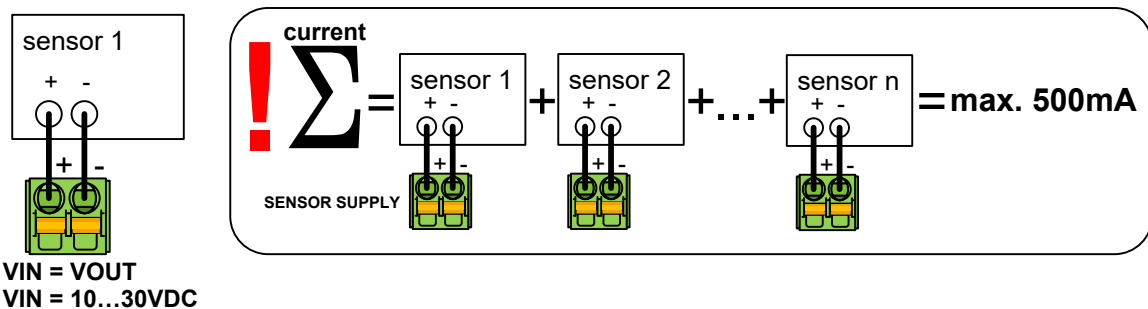 sensor 1
+ -
+ -
VIN = VOUT
VIN = 10…30VDC
! current Σ = sensor 1 + sensor 2 +…+ sensor n = max. 500mA
+ - + - + -
+ - + - + -
SENSOR SUPPLY